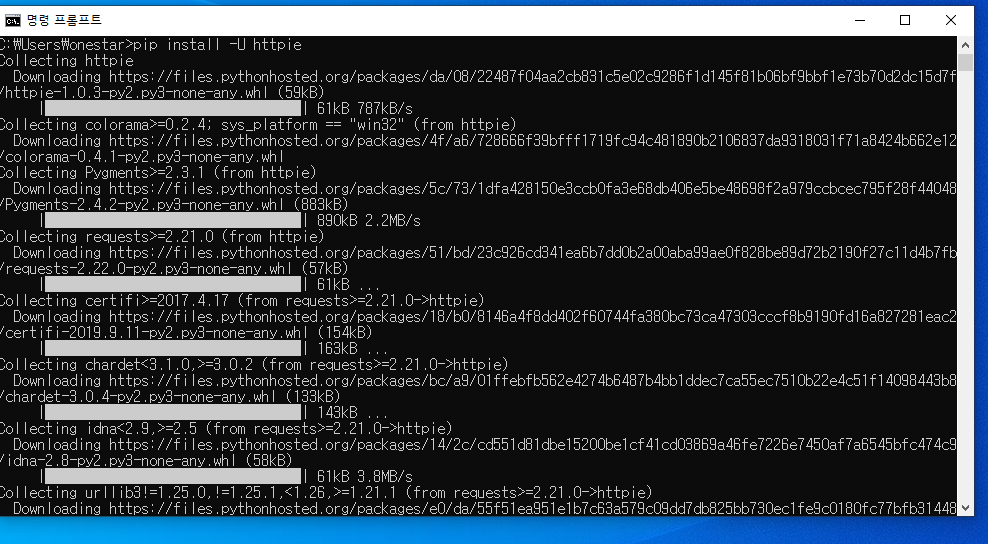 명령 프롬프트
C:₩Users₩onestar>pip install -U httpie
Collecting httpie
Downloading https://files.pythonhosted.org/packages/da/08/22487f04aa2cb831c5e02c9286f1d145f81b06bf9bbf1e73b70d2dc15d7f
/httpie-1.0.3-py2.py3-none-any.whl (59kB)
|████████████████████████████████| 61kB 787kB/s
Collecting colorama>=0.2.4; sys_platform == "win32" (from httpie)
Downloading https://files.pythonhosted.org/packages/4f/a6/728666f39bfff1719fc94c481890b2106837da9318031f71a8424b662e12
/colorama-0.4.1-py2.py3-none-any.whl
Collecting Pygments>=2.3.1 (from httpie)
Downloading https://files.pythonhosted.org/packages/5c/73/1dfa428150e3ccb0fa3e68db406e5be48698f2a979ccbcec795f28f44048
/Pygments-2.4.2-py2.py3-none-any.whl (883kB)
|████████████████████████████████| 890kB 2.2MB/s
Collecting requests>=2.21.0 (from httpie)
Downloading https://files.pythonhosted.org/packages/51/bd/23c926cd341ea6b7dd0b2a00aba99ae0f828be89d72b2190f27c11d4b7fb
/requests-2.22.0-py2.py3-none-any.whl (57kB)
|████████████████████████████████| 61kB ...
Collecting certifi>=2017.4.17 (from requests>=2.21.0->httpie)
Downloading https://files.pythonhosted.org/packages/18/b0/8146a4f8dd402f60744fa380bc73ca47303cccf8b9190fd16a827281eac2
/certifi-2019.9.11-py2.py3-none-any.whl (154kB)
|████████████████████████████████| 163kB ...
Collecting chardet<3.1.0,>=3.0.2 (from requests>=2.21.0->httpie)
Downloading https://files.pythonhosted.org/packages/bc/a9/01ffebfb562e4274b6487b4bb1ddec7ca55ec7510b22e4c51f14098443b8
/chardet-3.0.4-py2.py3-none-any.whl (133kB)
|████████████████████████████████| 143kB ...
Collecting idna<2.9,>=2.5 (from requests>=2.21.0->httpie)
Downloading https://files.pythonhosted.org/packages/14/2c/cd551d81dbe15200be1cf41cd03869a46fe7226e7450af7a6545bfc474c9
/idna-2.8-py2.py3-none-any.whl (58kB)
|████████████████████████████████| 61kB 3.8MB/s
Collecting urllib3!=1.25.0,!=1.25.1,<1.26,>=1.21.1 (from requests>=2.21.0->httpie)
Downloading https://files.pythonhosted.org/packages/e0/da/55f51ea951e1b7c63a579c09dd7db825bb730ec1fe9c0180fc77bfb31448